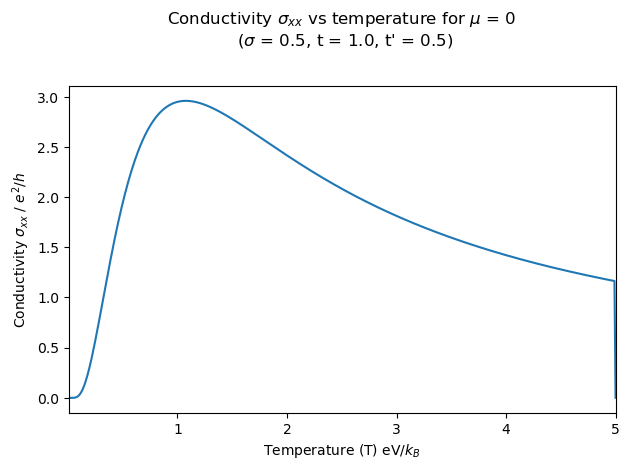 Conductivity σxx vs temperature for μ = 0
(σ = 0.5, t = 1.0, t' = 0.5)
3.0
2.5
2.0
1.5
1.0
0.5
0.0
Conductivity σxx / e²/h
1 2 3 4 5
Temperature (T) eV/kB